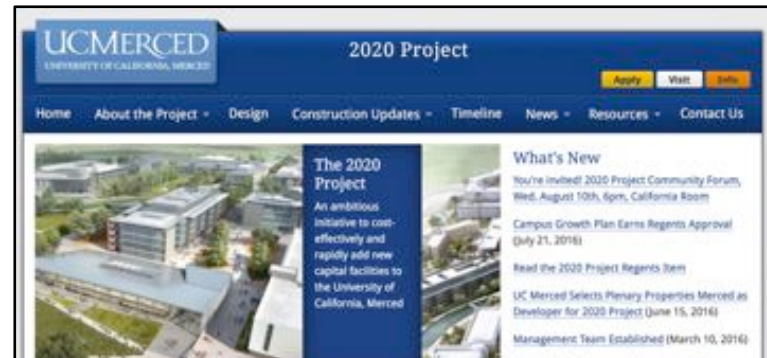 UCMERCED
UNIVERSITY OF CALIFORNIA, MERCED
2020 Project
Apply Visit Info
Home About the Project Design Construction Updates Timeline News Resources Contact Us
The 2020
Project
An ambitious
initiative to cost-
effectively and
rapidly add new
capital facilities to
the University of
California, Merced
What's New
You're invited! 2020 Project Community Forum,
Wed. August 10th, 6pm, California Room
Campus Growth Plan Earns Regents Approval
(July 21, 2016)
Read the 2020 Project Regents Item
UC Merced Selects Plenary Properties Merced as
Developer for 2020 Project (June 15, 2016)
Management Team Established (March 10, 2016)